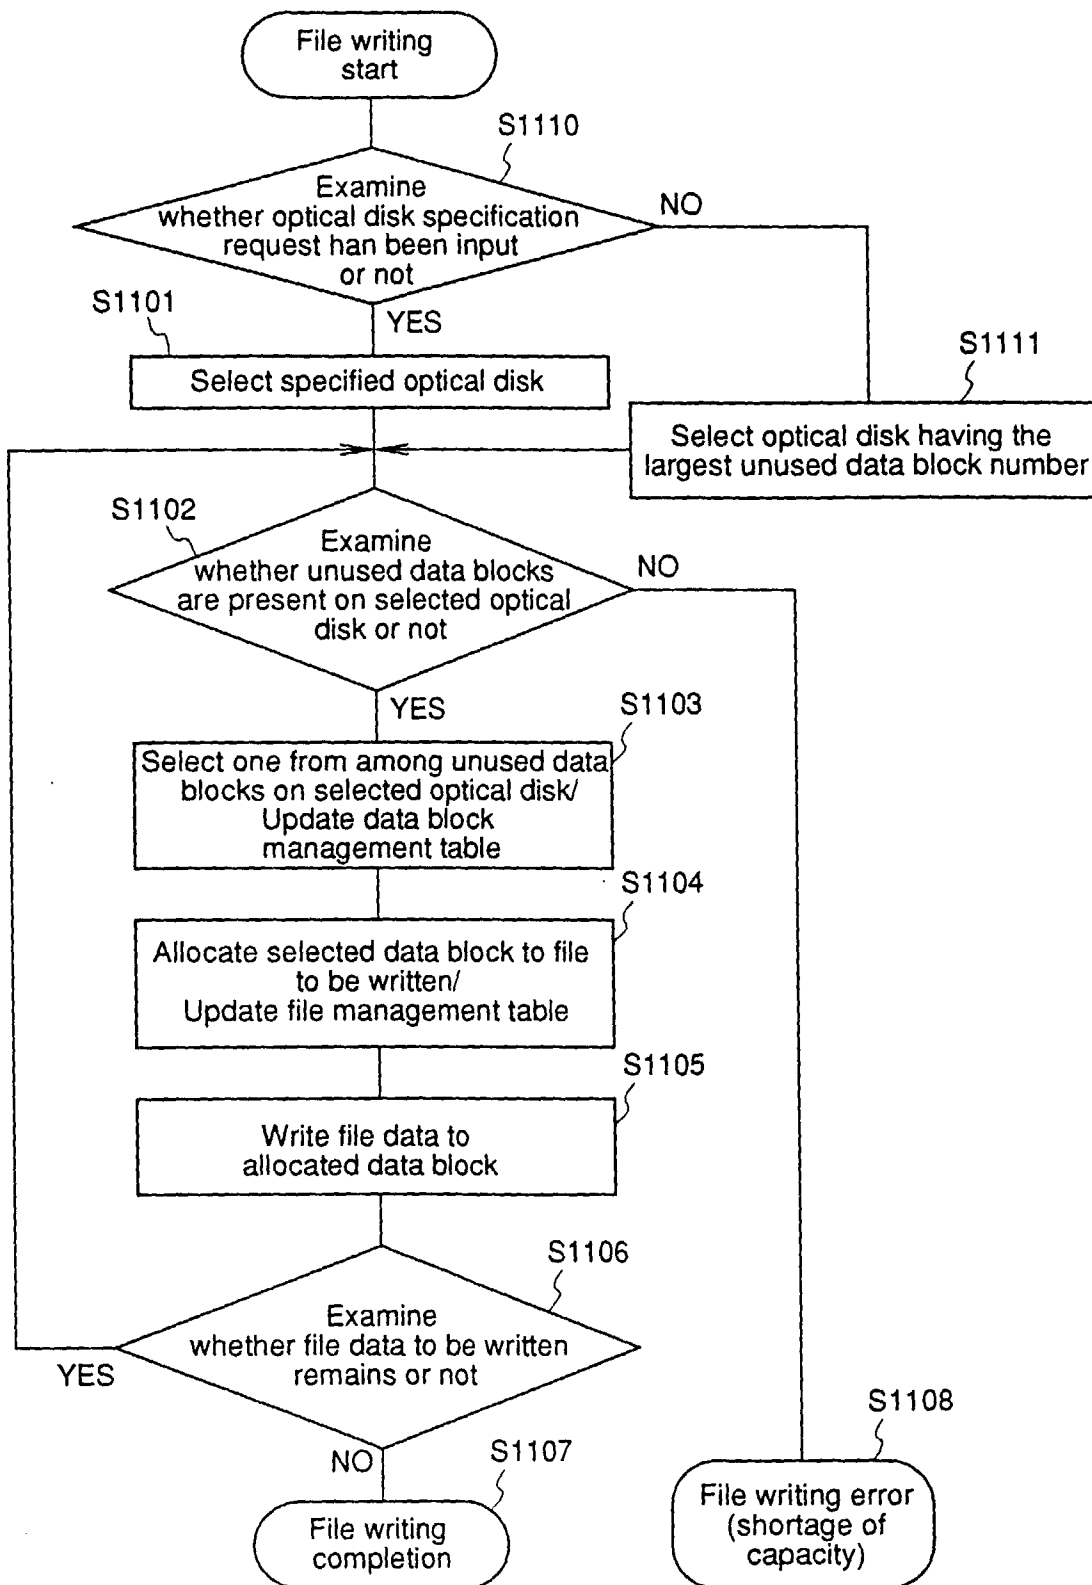 File writing
start
S1110
Examine
whether optical disk specification
request han been input
or not
NO
YES
S1101
Select specified optical disk
S1111
Select optical disk having the
largest unused data block number
S1102
Examine
whether unused data blocks
are present on selected optical
disk or not
NO
YES
S1103
Select one from among unused data
blocks on selected optical disk/
Update data block
management table
S1104
Allocate selected data block to file
to be written/
Update file management table
S1105
Write file data to
allocated data block
S1106
Examine
whether file data to be written
remains or not
YES
NO
S1107
File writing
completion
S1108
File writing error
(shortage of
capacity)